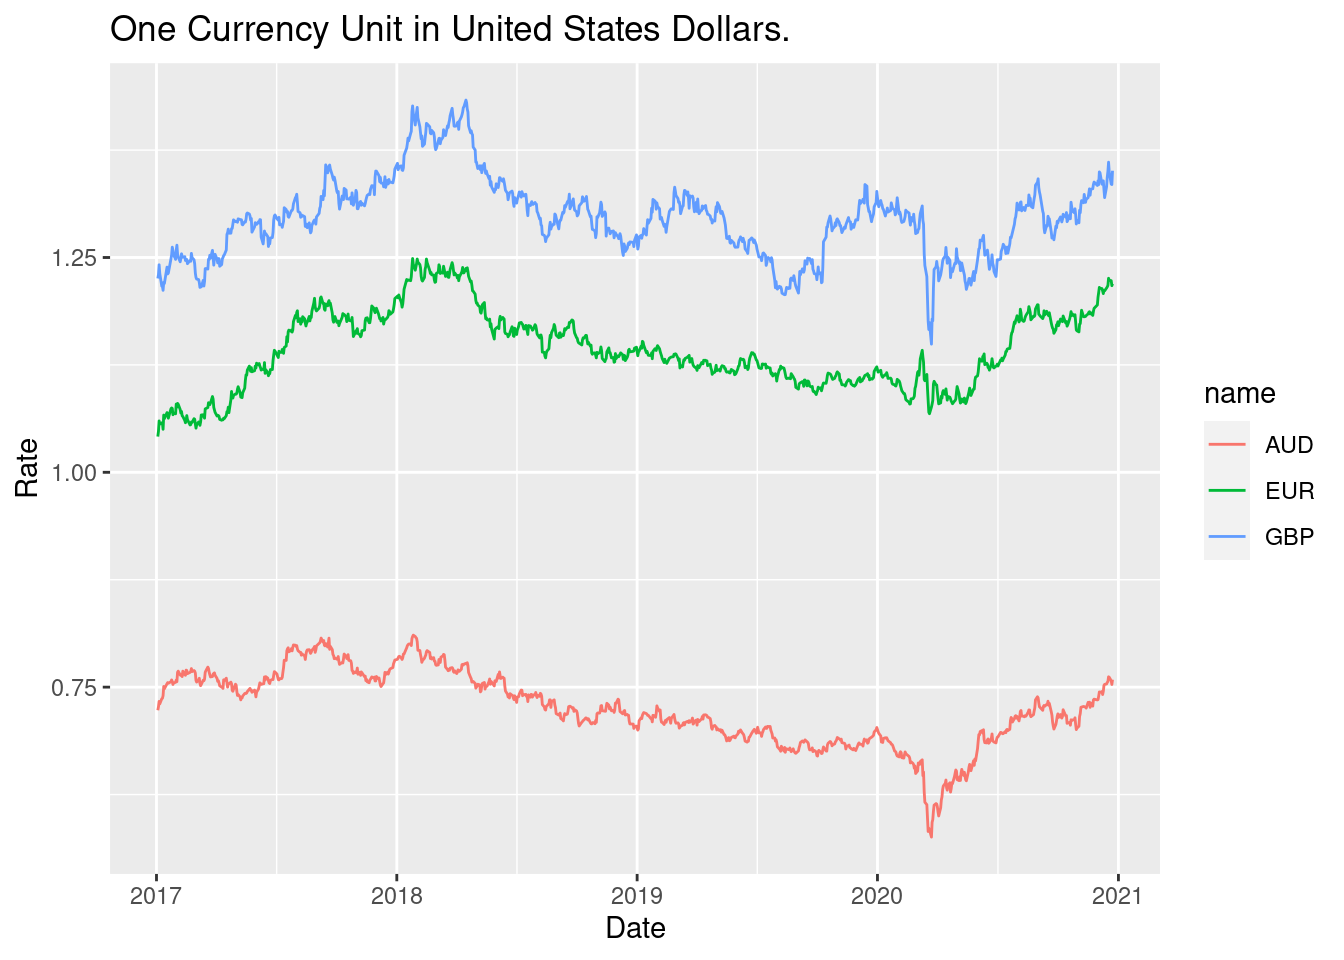 One Currency Unit in United States Dollars.
Rate
1.25
1.00
0.75
2017
2018
2019
2020
2021
Date
name
AUD
EUR
GBP